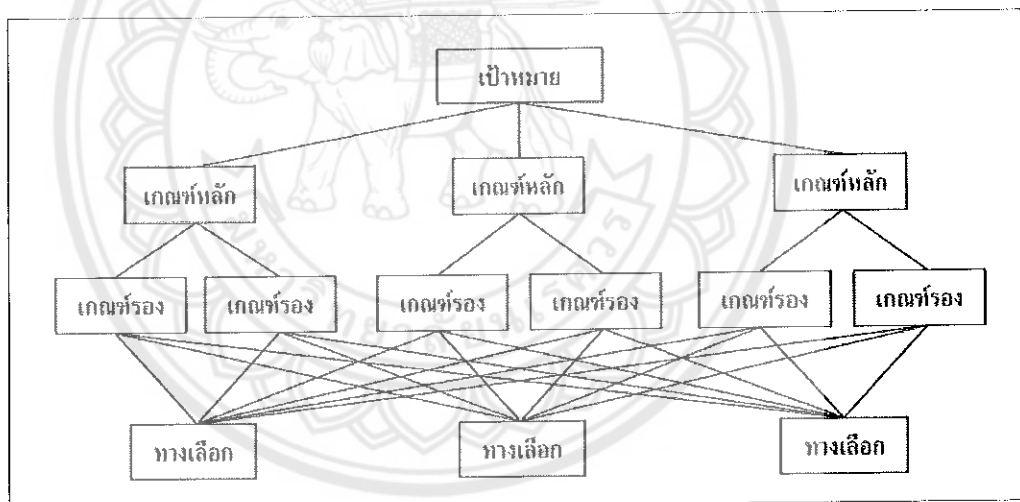 เป้าหมาย
เกณฑ์หลัก เกณฑ์หลัก เกณฑ์หลัก
เกณฑ์รอง เกณฑ์รอง เกณฑ์รอง เกณฑ์รอง เกณฑ์รอง เกณฑ์รอง
ทางเลือก ทางเลือก ทางเลือก